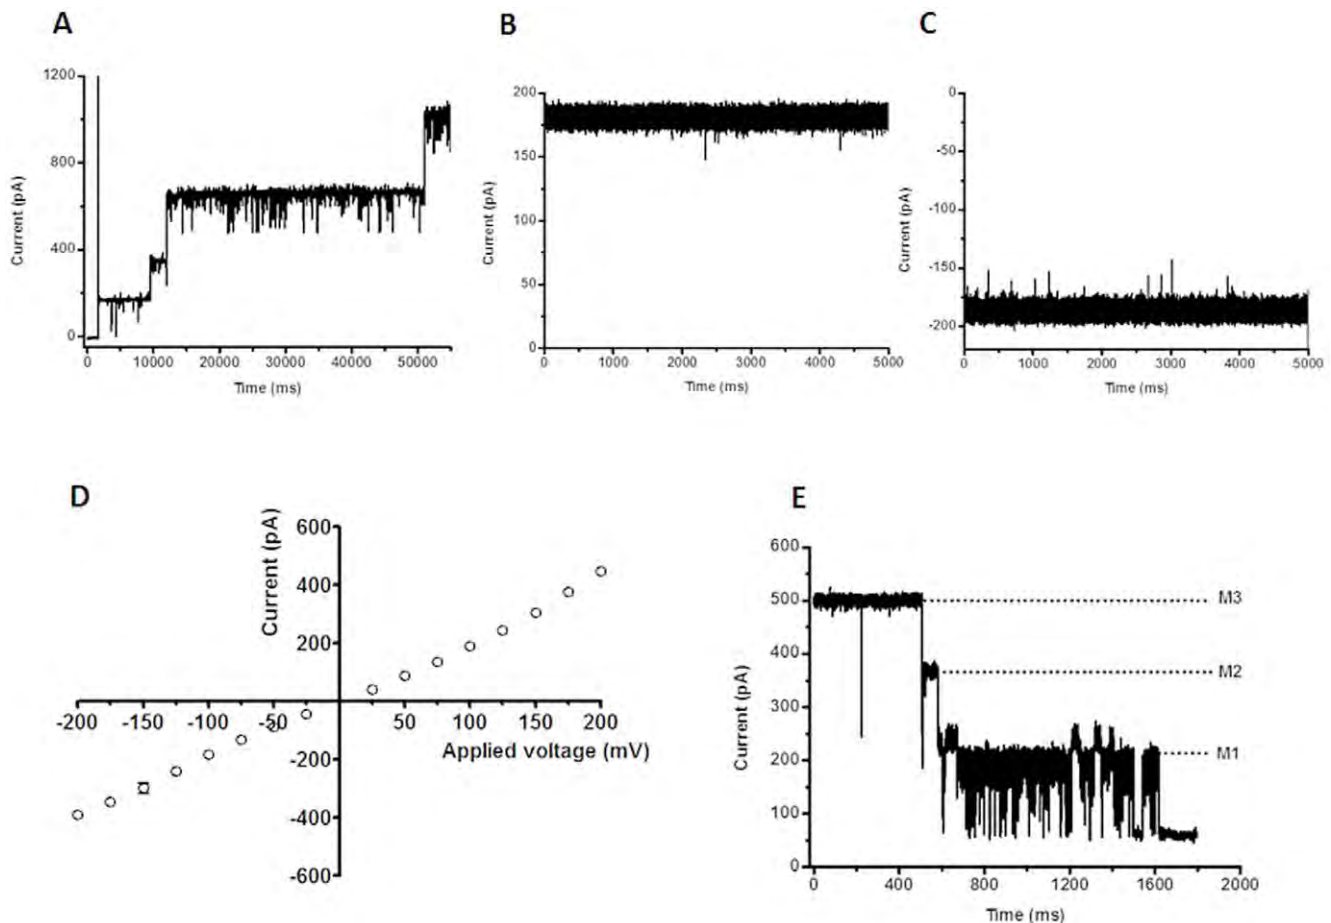 A
B
C
1200
800
400
0
Current (pA)
0 10000 20000 30000 40000 50000
Time (ms)
200
150
100
50
0
Current (pA)
0 1000 2000 3000 4000 5000
Time (ms)
0
-50
-100
-150
-200
Current (pA)
0 1000 2000 3000 4000 5000
Time (ms)
D
600
400
200
-200
-400
-600
Current (pA)
-200 -150 -100 -50 50 100 150 200
Applied voltage (mV)
E
600
500
400
300
200
100
0
Current (pA)
M3
M2
M1
0 400 800 1200 1600 2000
Time (ms)